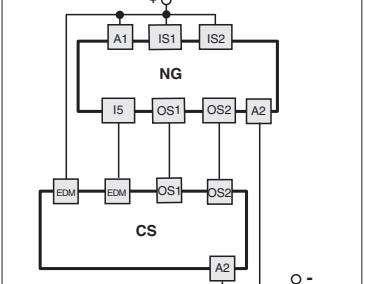 +
A1 IS1 IS2
NG
I5 OS1 OS2 A2
EDM EDM OS1 OS2
CS
A2
-